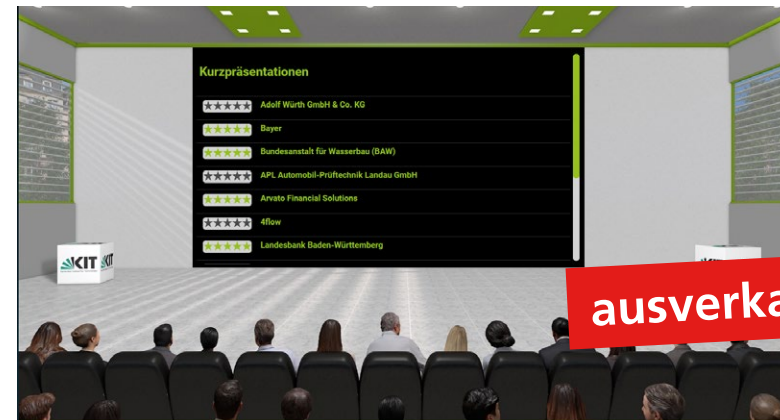 Kurzpräsentationen
Adolf Würth GmbH & Co. KG
Bayer
Bundesanstalt für Wasserbau (BAW)
APL Automobil-Prüftechnik Landau GmbH
Arvato Financial Solutions
4flow
Landesbank Baden-Württemberg
KIT
ausverka